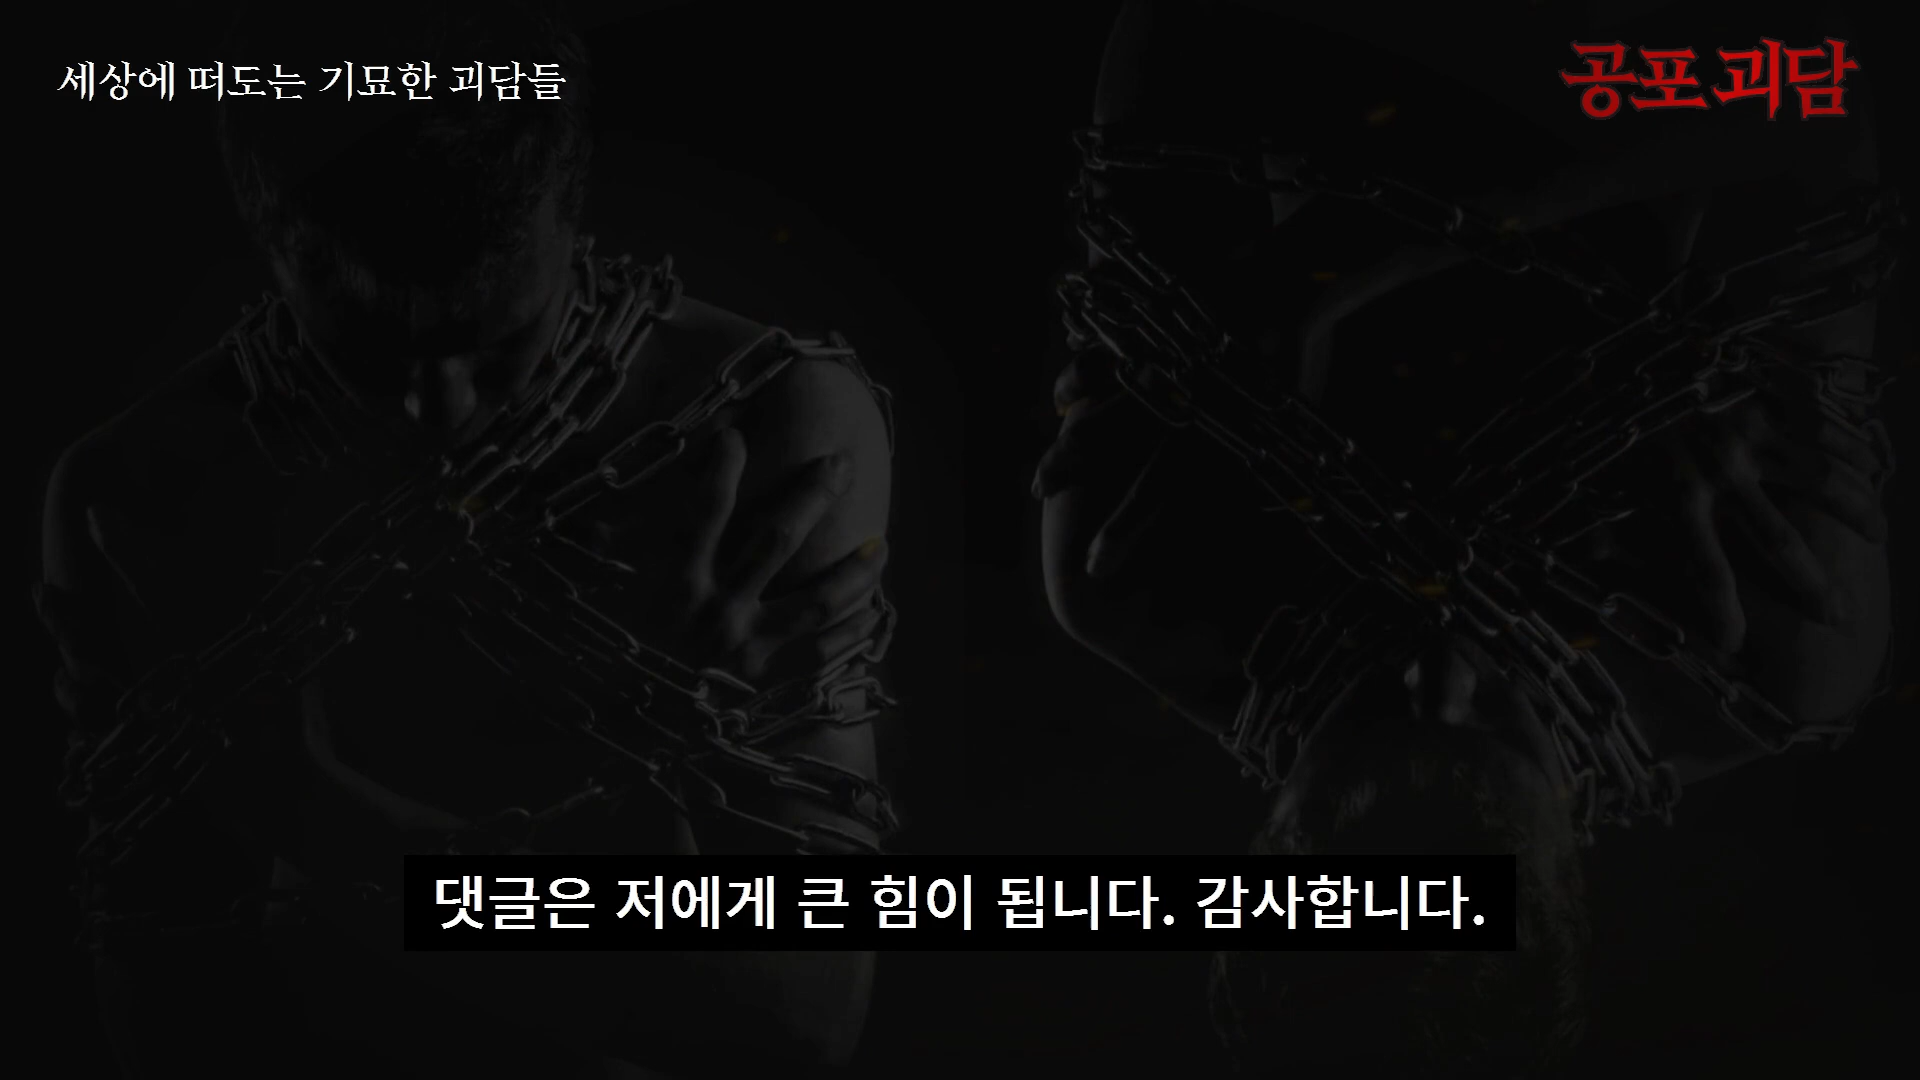 세상에 떠도는 기묘한 괴담들
공포괴담
댓글은 저에게 큰 힘이 됩니다. 감사합니다.